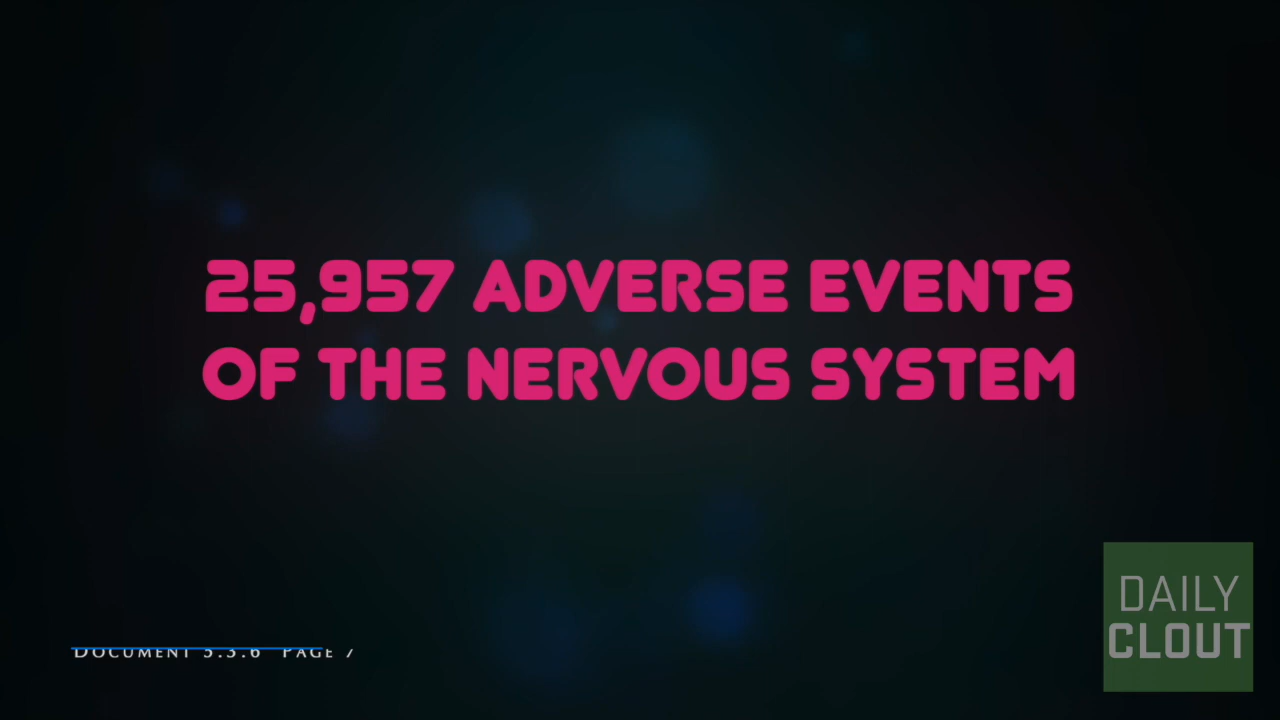 25,957 ADVERSE EVENTS
OF THE NERVOUS SYSTEM
DOCUMENT 5.3.6 PAGE 7
DAILY
CLOUT